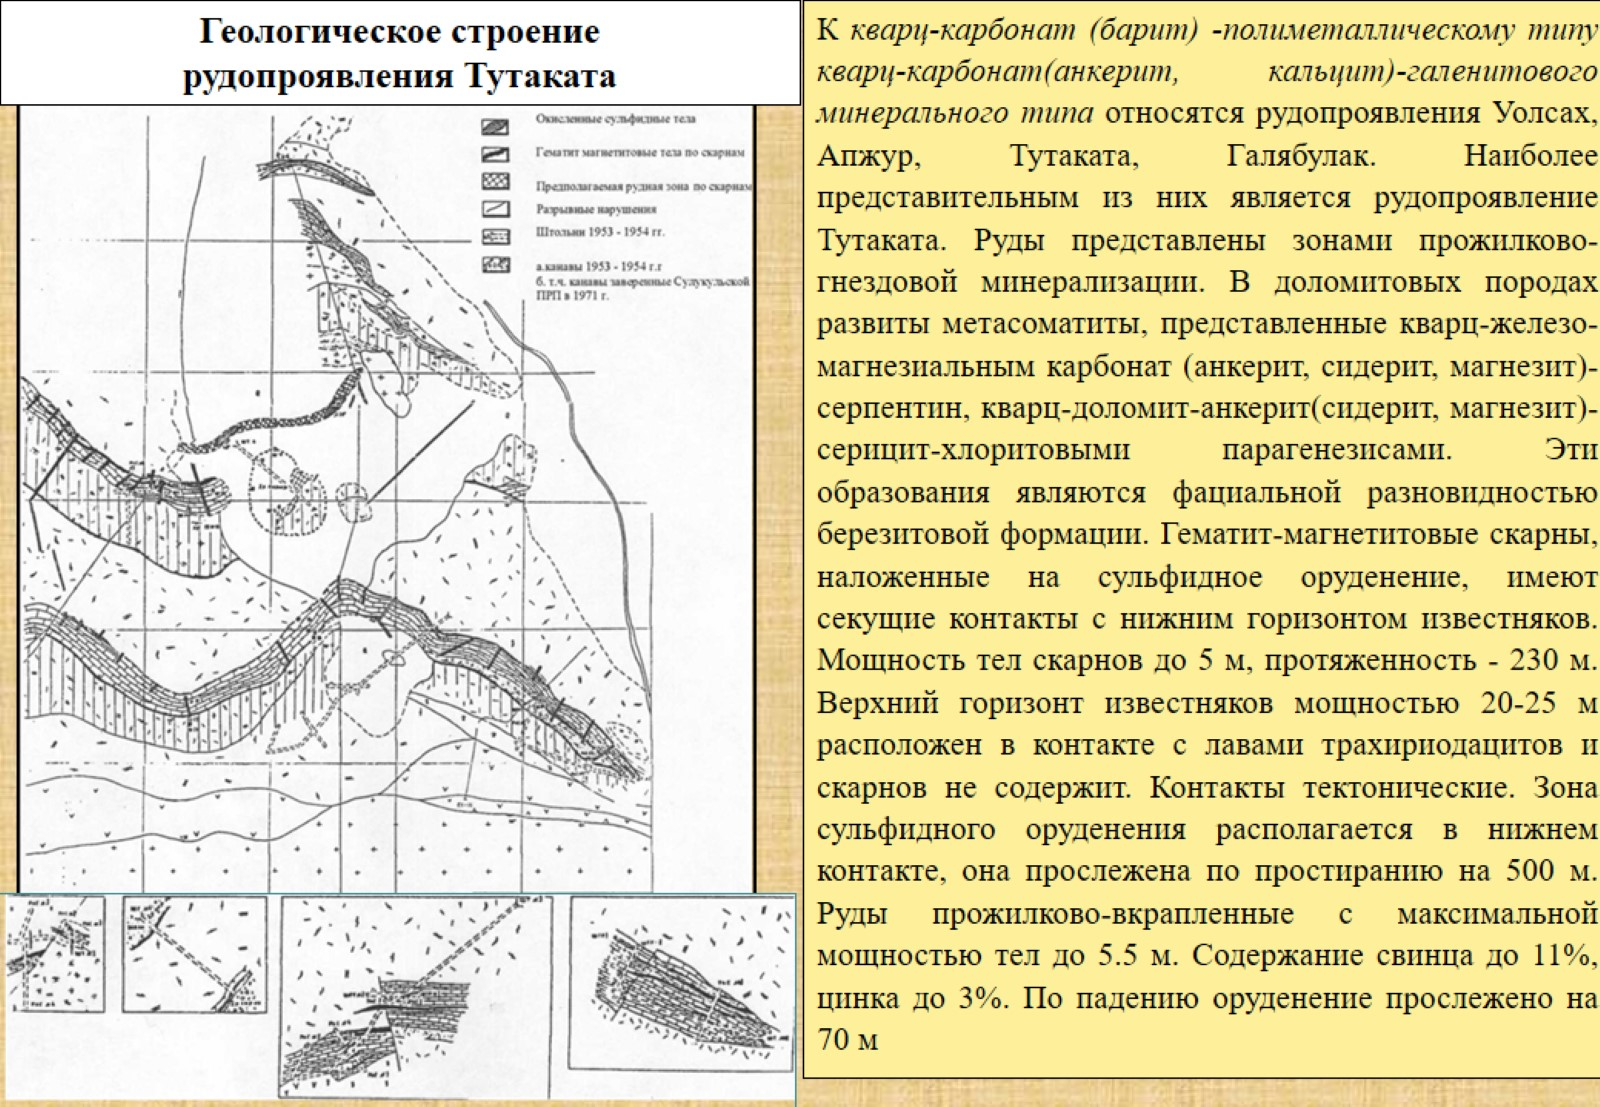 Геологическое строение
рудопроявления Тутаката
Окисленные сульфидные тела
Гематит магнетитовые тела по скарнам
Предполагаемая рудная зона по скарнам
Разрывные нарушения
Штольни 1953 - 1954 гг.
а.канавы 1953 - 1954 г.г
б. т.ч. канавы заверенные Сулукульской
ПРП в 1971 г.
К кварц-карбонат (барит) -полиметаллическому типу
кварц-карбонат(анкерит, кальцит)-галенитового
минерального типа относятся рудопроявления Уолсах,
Апжур, Тутаката, Галябулак. Наиболее
представительным из них является рудопроявление
Тутаката. Руды представлены зонами прожилково-
гнездовой минерализации. В доломитовых породах
развиты метасоматиты, представленные кварц-железо-
магнезиальным карбонат (анкерит, сидерит, магнезит)-
серпентин, кварц-доломит-анкерит(сидерит, магнезит)-
серицит-хлоритовыми парагенезисами. Эти
образования являются фациальной разновидностью
березитовой формации. Гематит-магнетитовые скарны,
наложенные на сульфидное оруденение, имеют
секущие контакты с нижним горизонтом известняков.
Мощность тел скарнов до 5 м, протяженность - 230 м.
Верхний горизонт известняков мощностью 20-25 м
расположен в контакте с лавами трахириодацитов и
скарнов не содержит. Контакты тектонические. Зона
сульфидного оруденения располагается в нижнем
контакте, она прослежена по простиранию на 500 м.
Руды прожилково-вкрапленные с максимальной
мощностью тел до 5.5 м. Содержание свинца до 11%,
цинка до 3%. По падению оруденение прослежено на
70 м